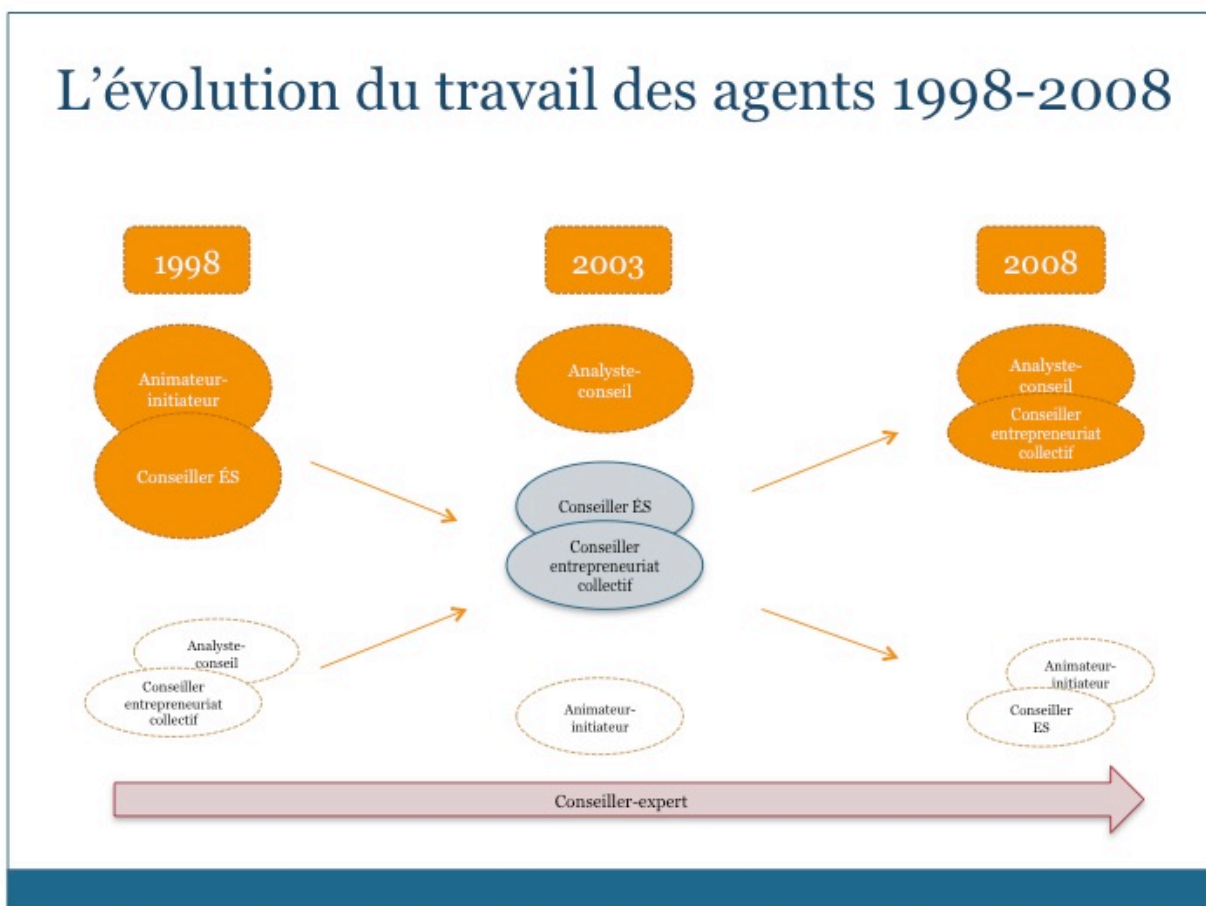 L'évolution du travail des agents 1998-2008
1998
2003
2008
Animateur-
initiateur
Conseiller ÉS
Analyste-
conseil
Analyste-
conseil
Conseiller
entrepreneuriat
collectif
Conseiller ÉS
Conseiller
entrepreneuriat
collectif
Analyste-
conseil
Conseiller
entrepreneuriat
collectif
Animateur-
initiateur
Animateur-
initiateur
Conseiller
ES
Conseiller-expert